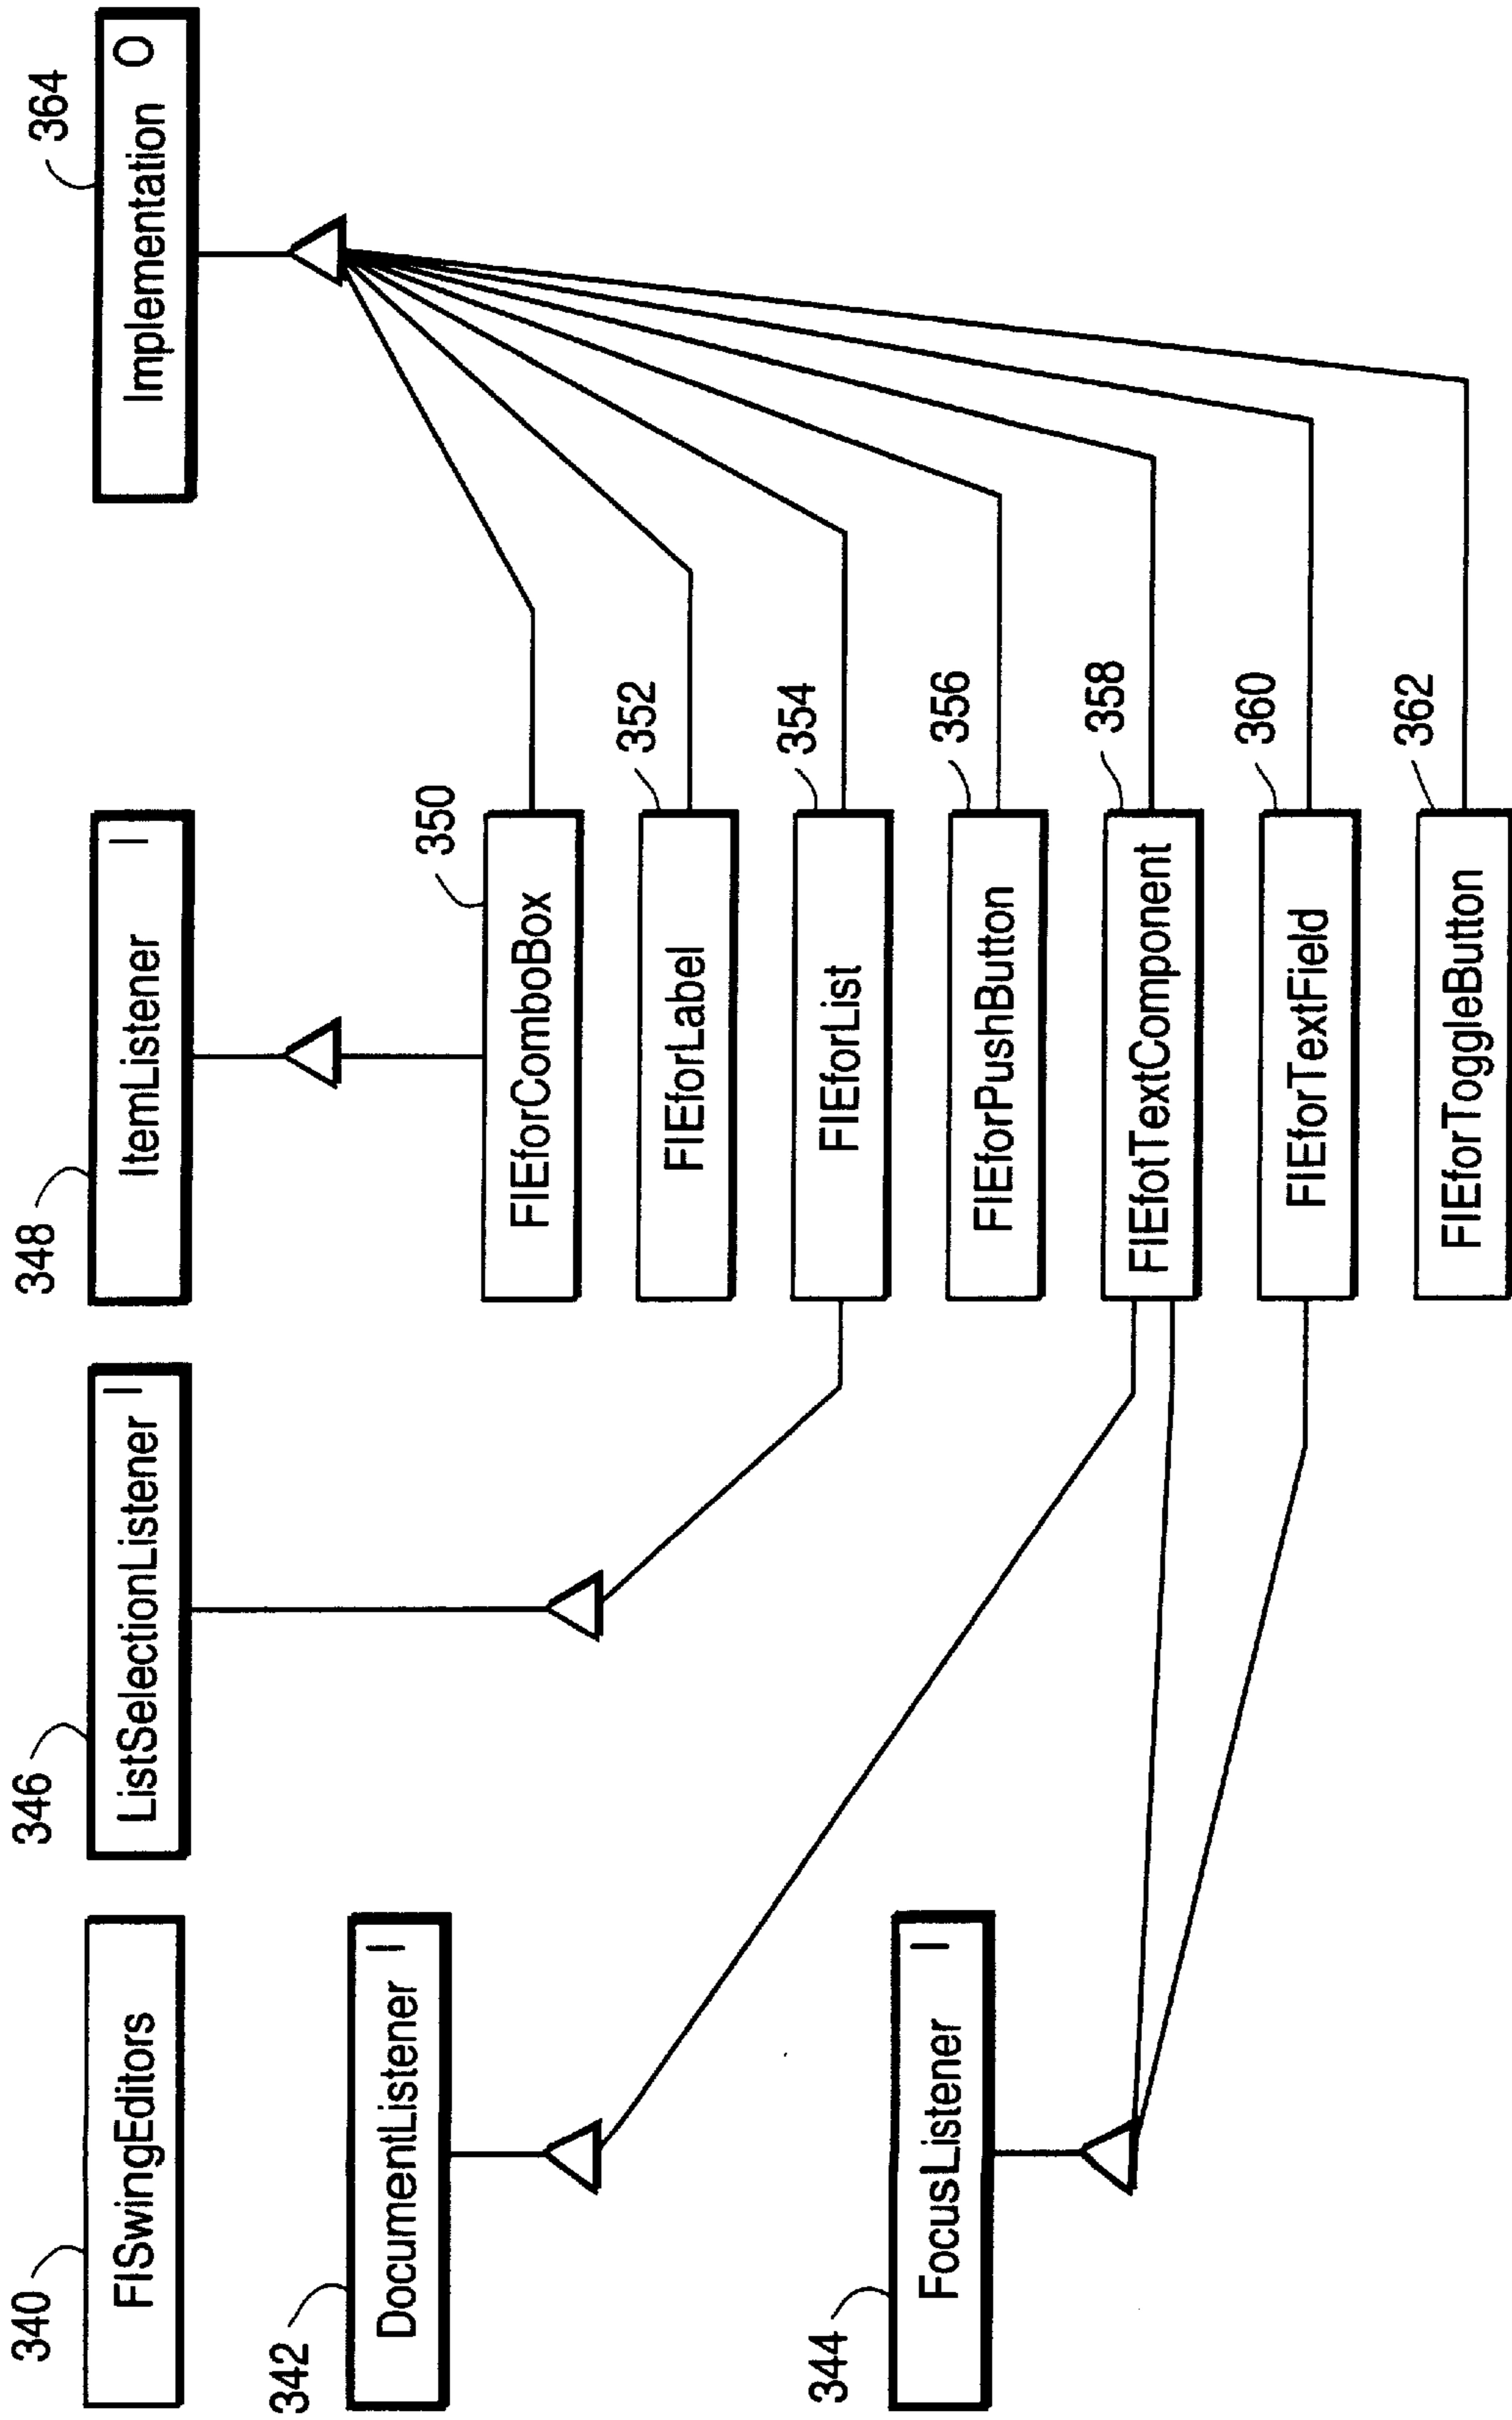 340
FISwingEditors
346
ListSelectionListener I
348
ItemListener I
364
Implementation O
342
DocumentListener I
350
FIEforComboBox
352
FIEforLabel
354
FIEforList
344
FocusListener I
356
FIEforPushButton
358
FIEfotTextComponent
360
FIEforTextField
362
FIEforToggleButton